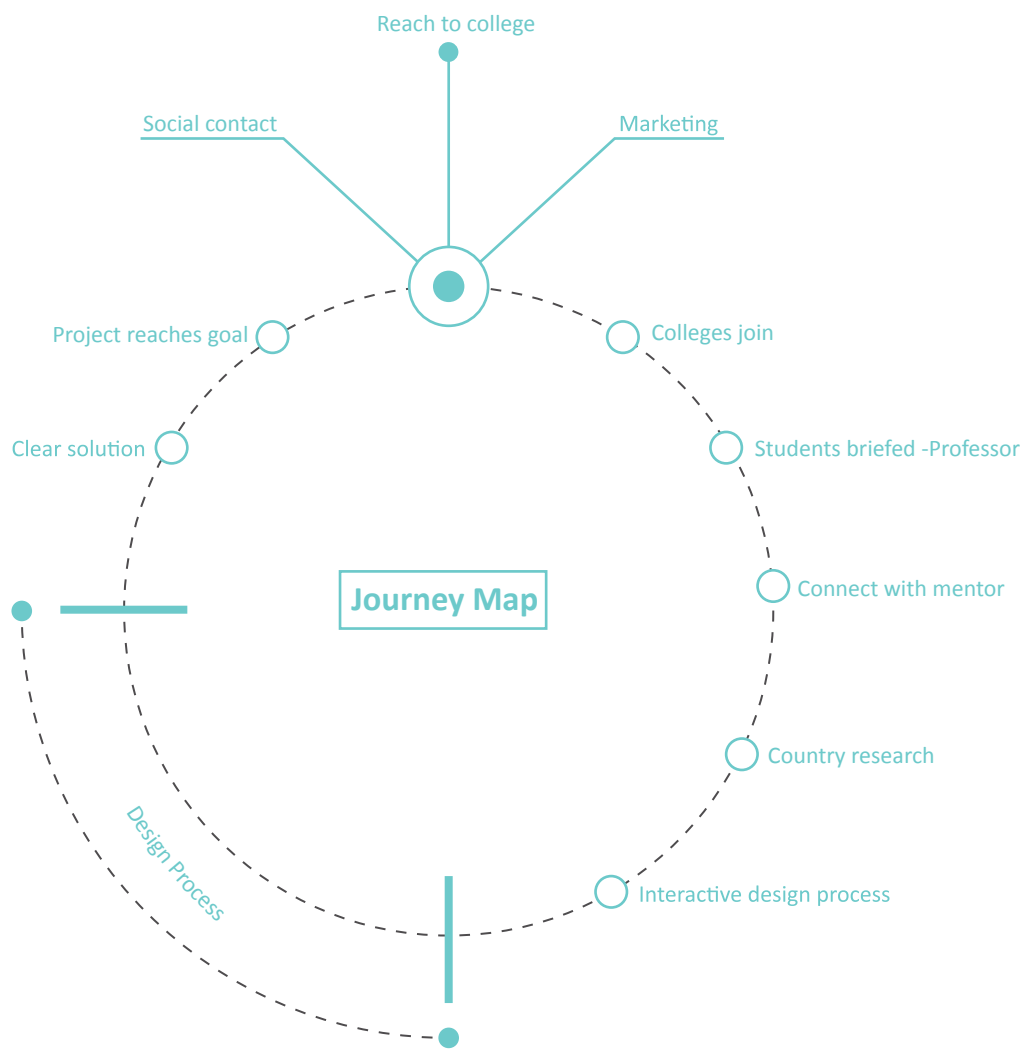 Reach to college
Social contact
Marketing
Project reaches goal
Colleges join
Clear solution
Students briefed -Professor
Journey Map
Connect with mentor
Country research
Design Process
Interactive design process